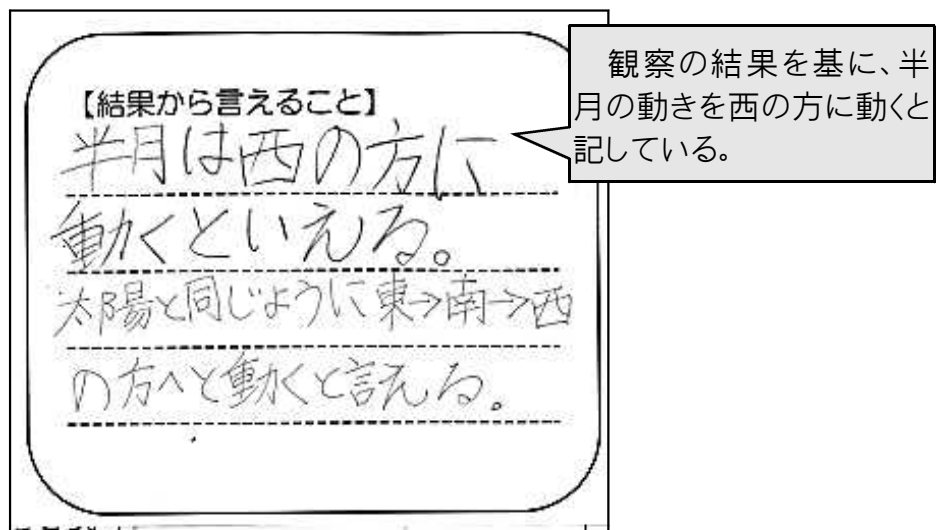 【結果から言えること】
半月は西の方に
動くといえる。
太陽と同じように東→南→西
の方へと動くと言える。
観察の結果を基に、半
月の動きを西の方に動くと
記している。